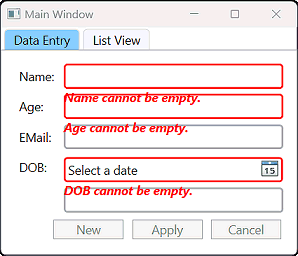 Main Window
Data Entry List View
Name:
Name cannot be empty.
Age:
Age cannot be empty.
EMail:
DOB: Select a date 15
DOB cannot be empty.
New Apply Cancel